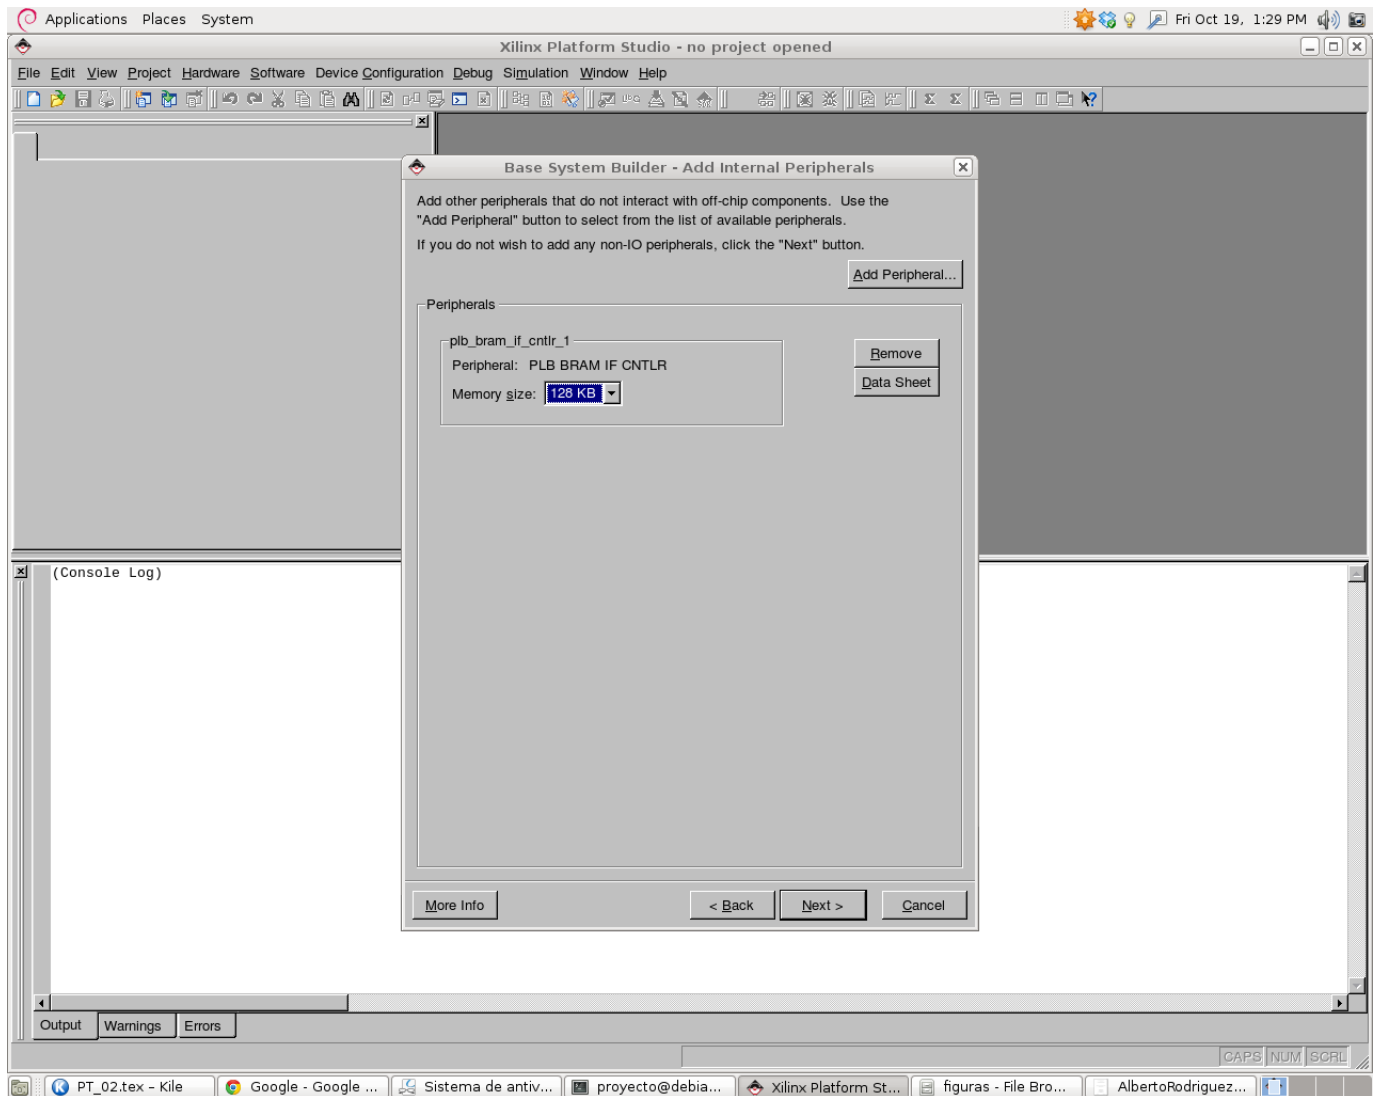 Applications Places System Fri Oct 19, 1:29 PM
Xilinx Platform Studio - no project opened
File Edit View Project Hardware Software Device Configuration Debug Simulation Window Help
Base System Builder - Add Internal Peripherals
Add other peripherals that do not interact with off-chip components. Use the
"Add Peripheral" button to select from the list of available peripherals.
If you do not wish to add any non-IO peripherals, click the "Next" button.
Add Peripheral...
Peripherals
plb_bram_if_cntlr_1
Peripheral: PLB BRAM IF CNTLR
Memory size: 128 KB
Remove
Data Sheet
(Console Log)
More Info < Back Next > Cancel
Output Warnings Errors
CAPS NUM SCRL
PT_02.tex – Kile Google - Google ... Sistema de antiv... proyecto@debia... Xilinx Platform St... figuras - File Bro... AlbertoRodriguez...